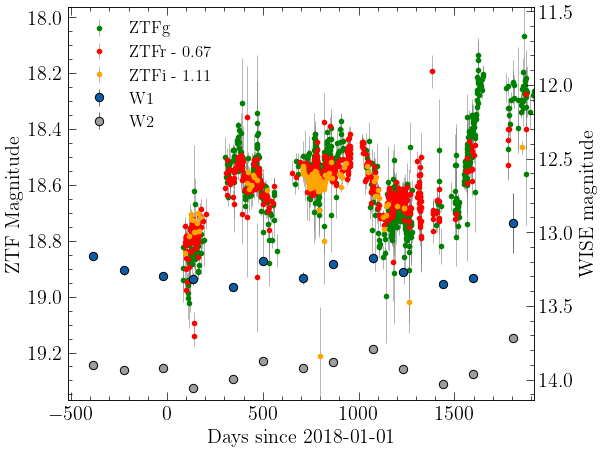 ZTFg
ZTFr - 0.67
ZTFi - 1.11
W1
W2
18.0
18.2
18.4
18.6
18.8
19.0
19.2
ZTF Magnitude
11.5
12.0
12.5
13.0
13.5
14.0
WISE magnitude
−500 0 500 1000 1500
Days since 2018-01-01